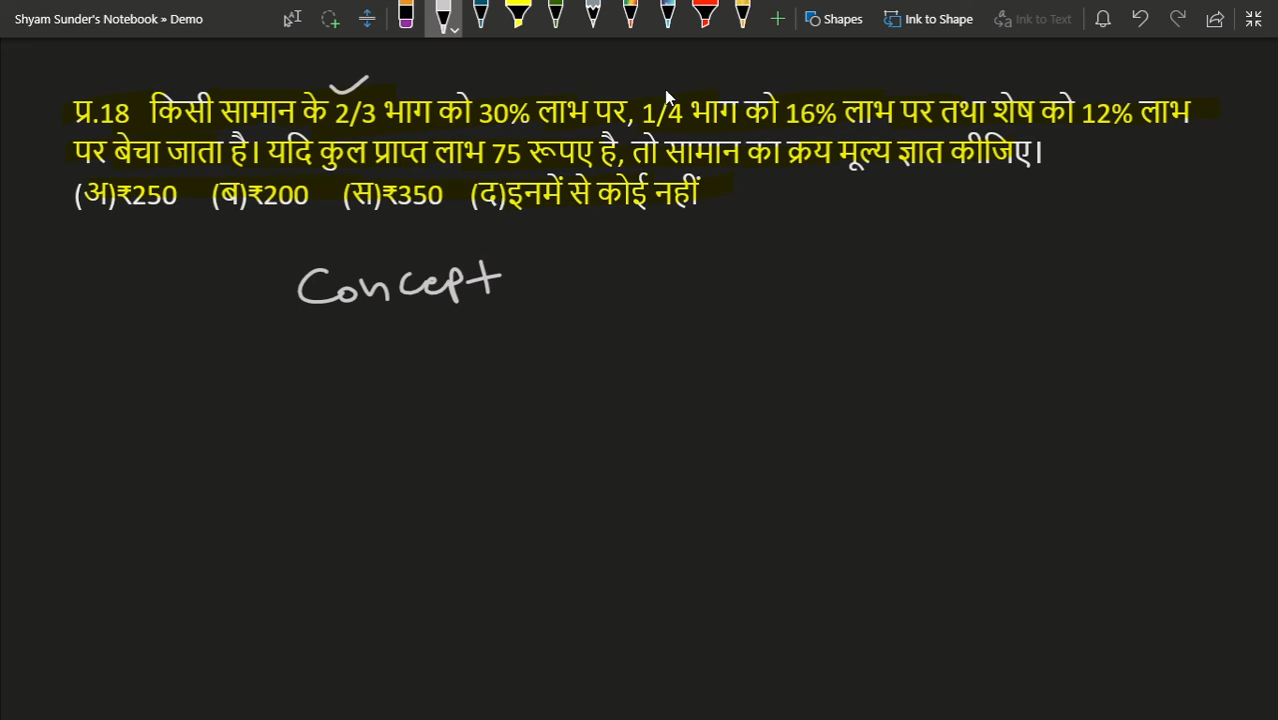 Shyam Sunder's Notebook » Demo
Shapes
Ink to Shape
Ink to Text
प्र.18 किसी सामान के 2/3 भाग को 30% लाभ पर, 1/4 भाग को 16% लाभ पर तथा शेष को 12% लाभ
पर बेचा जाता है। यदि कुल प्राप्त लाभ 75 रूपए है, तो सामान का क्रय मूल्य ज्ञात कीजिए।
(अ)₹250 (ब)₹200 (स)₹350 (द)इनमें से कोई नहीं
Concept